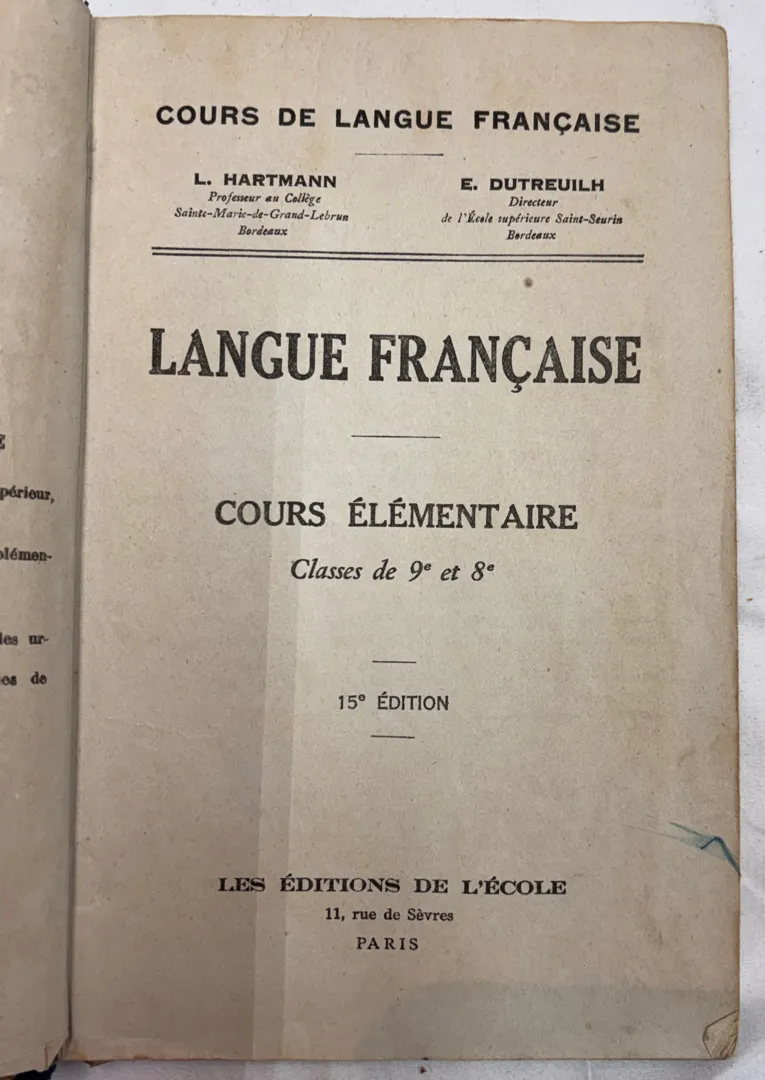 COURS DE LANGUE FRANÇAISE
L. HARTMANN
Professeur au Collège
Sainte-Marie-de-Grand-Lebrun
Bordeaux
E. DUTREUILH
Directeur
de l'École supérieure Saint-Seurin
Bordeaux
LANGUE FRANÇAISE
COURS ÉLÉMENTAIRE
Classes de 9e et 8e
15e ÉDITION
LES ÉDITIONS DE L'ÉCOLE
11, rue de Sèvres
PARIS